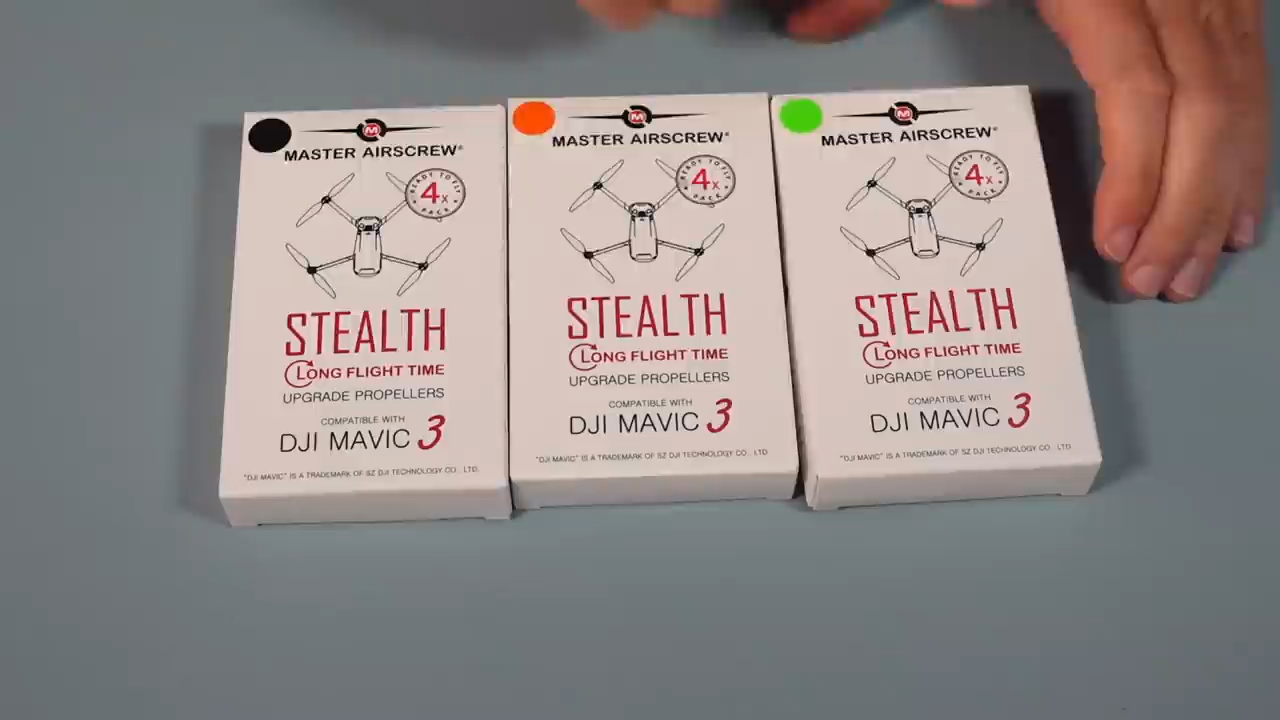 M
MASTER AIRSCREW®
READY TO FLY
4x
PACK
STEALTH
LONG FLIGHT TIME
UPGRADE PROPELLERS
COMPATIBLE WITH
DJI MAVIC 3
"DJI MAVIC" IS A TRADEMARK OF SZ DJI TECHNOLOGY CO., LTD.
M
MASTER AIRSCREW®
READY TO FLY
4x
PACK
STEALTH
LONG FLIGHT TIME
UPGRADE PROPELLERS
COMPATIBLE WITH
DJI MAVIC 3
"DJI MAVIC" IS A TRADEMARK OF SZ DJI TECHNOLOGY CO., LTD
M
MASTER AIRSCREW®
READY TO FLY
4x
PACK
STEALTH
LONG FLIGHT TIME
UPGRADE PROPELLERS
COMPATIBLE WITH
DJI MAVIC 3
"DJI MAVIC" IS A TRADEMARK OF SZ DJI TECHNOLOGY CO., LTD